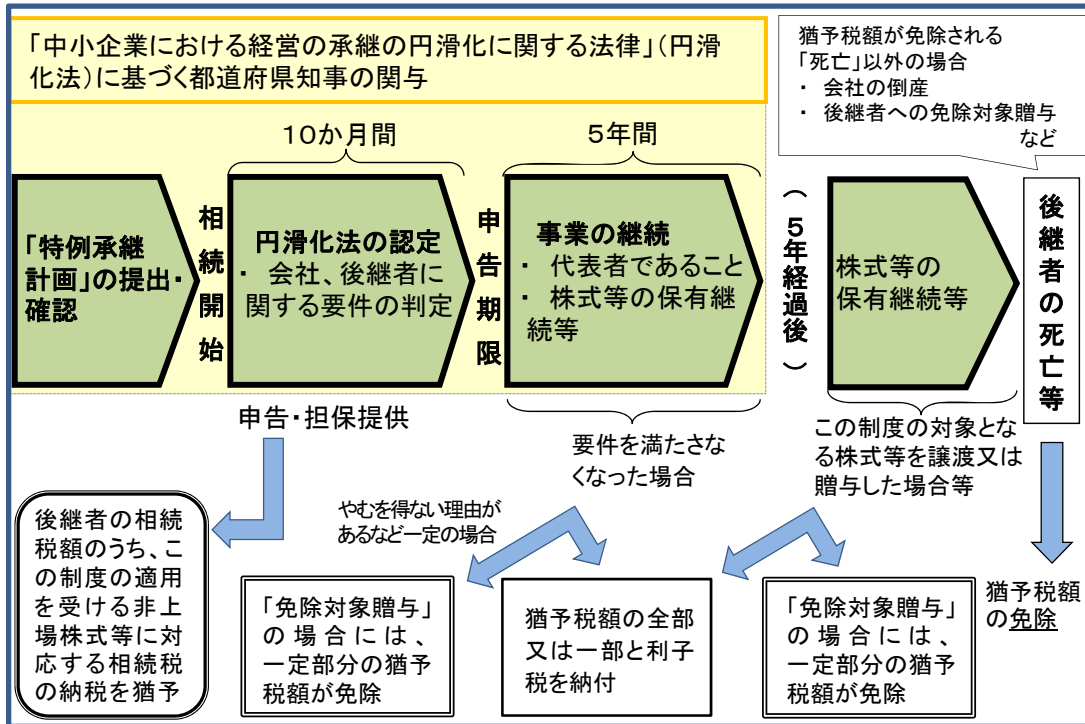 「中小企業における経営の承継の円滑化に関する法律」(円滑
化法)に基づく都道府県知事の関与
猶予税額が免除される
「死亡」以外の場合
・ 会社の倒産
・ 後継者への免除対象贈与
など
10か月間
5年間
「特例承継
計画」の提出・
確認
相続開始
円滑化法の認定
・ 会社、後継者に
関する要件の判定
申告期限
事業の継続
・ 代表者であること
・ 株式等の保有継
続等
(5年経過後)
株式等の
保有継続等
後継者の死亡等
申告・担保提供
要件を満たさな
くなった場合
この制度の対象とな
る株式等を譲渡又は
贈与した場合等
やむを得ない理由が
あるなど一定の場合
後継者の相続
税額のうち、こ
の制度の適用
を受ける非上
場株式等に対
応する相続税
の納税を猶予
「免除対象贈与」
の場合には、
一定部分の猶予
税額が免除
猶予税額の全部
又は一部と利子
税を納付
「免除対象贈与」
の場合には、
一定部分の猶予
税額が免除
猶予税額
の免除